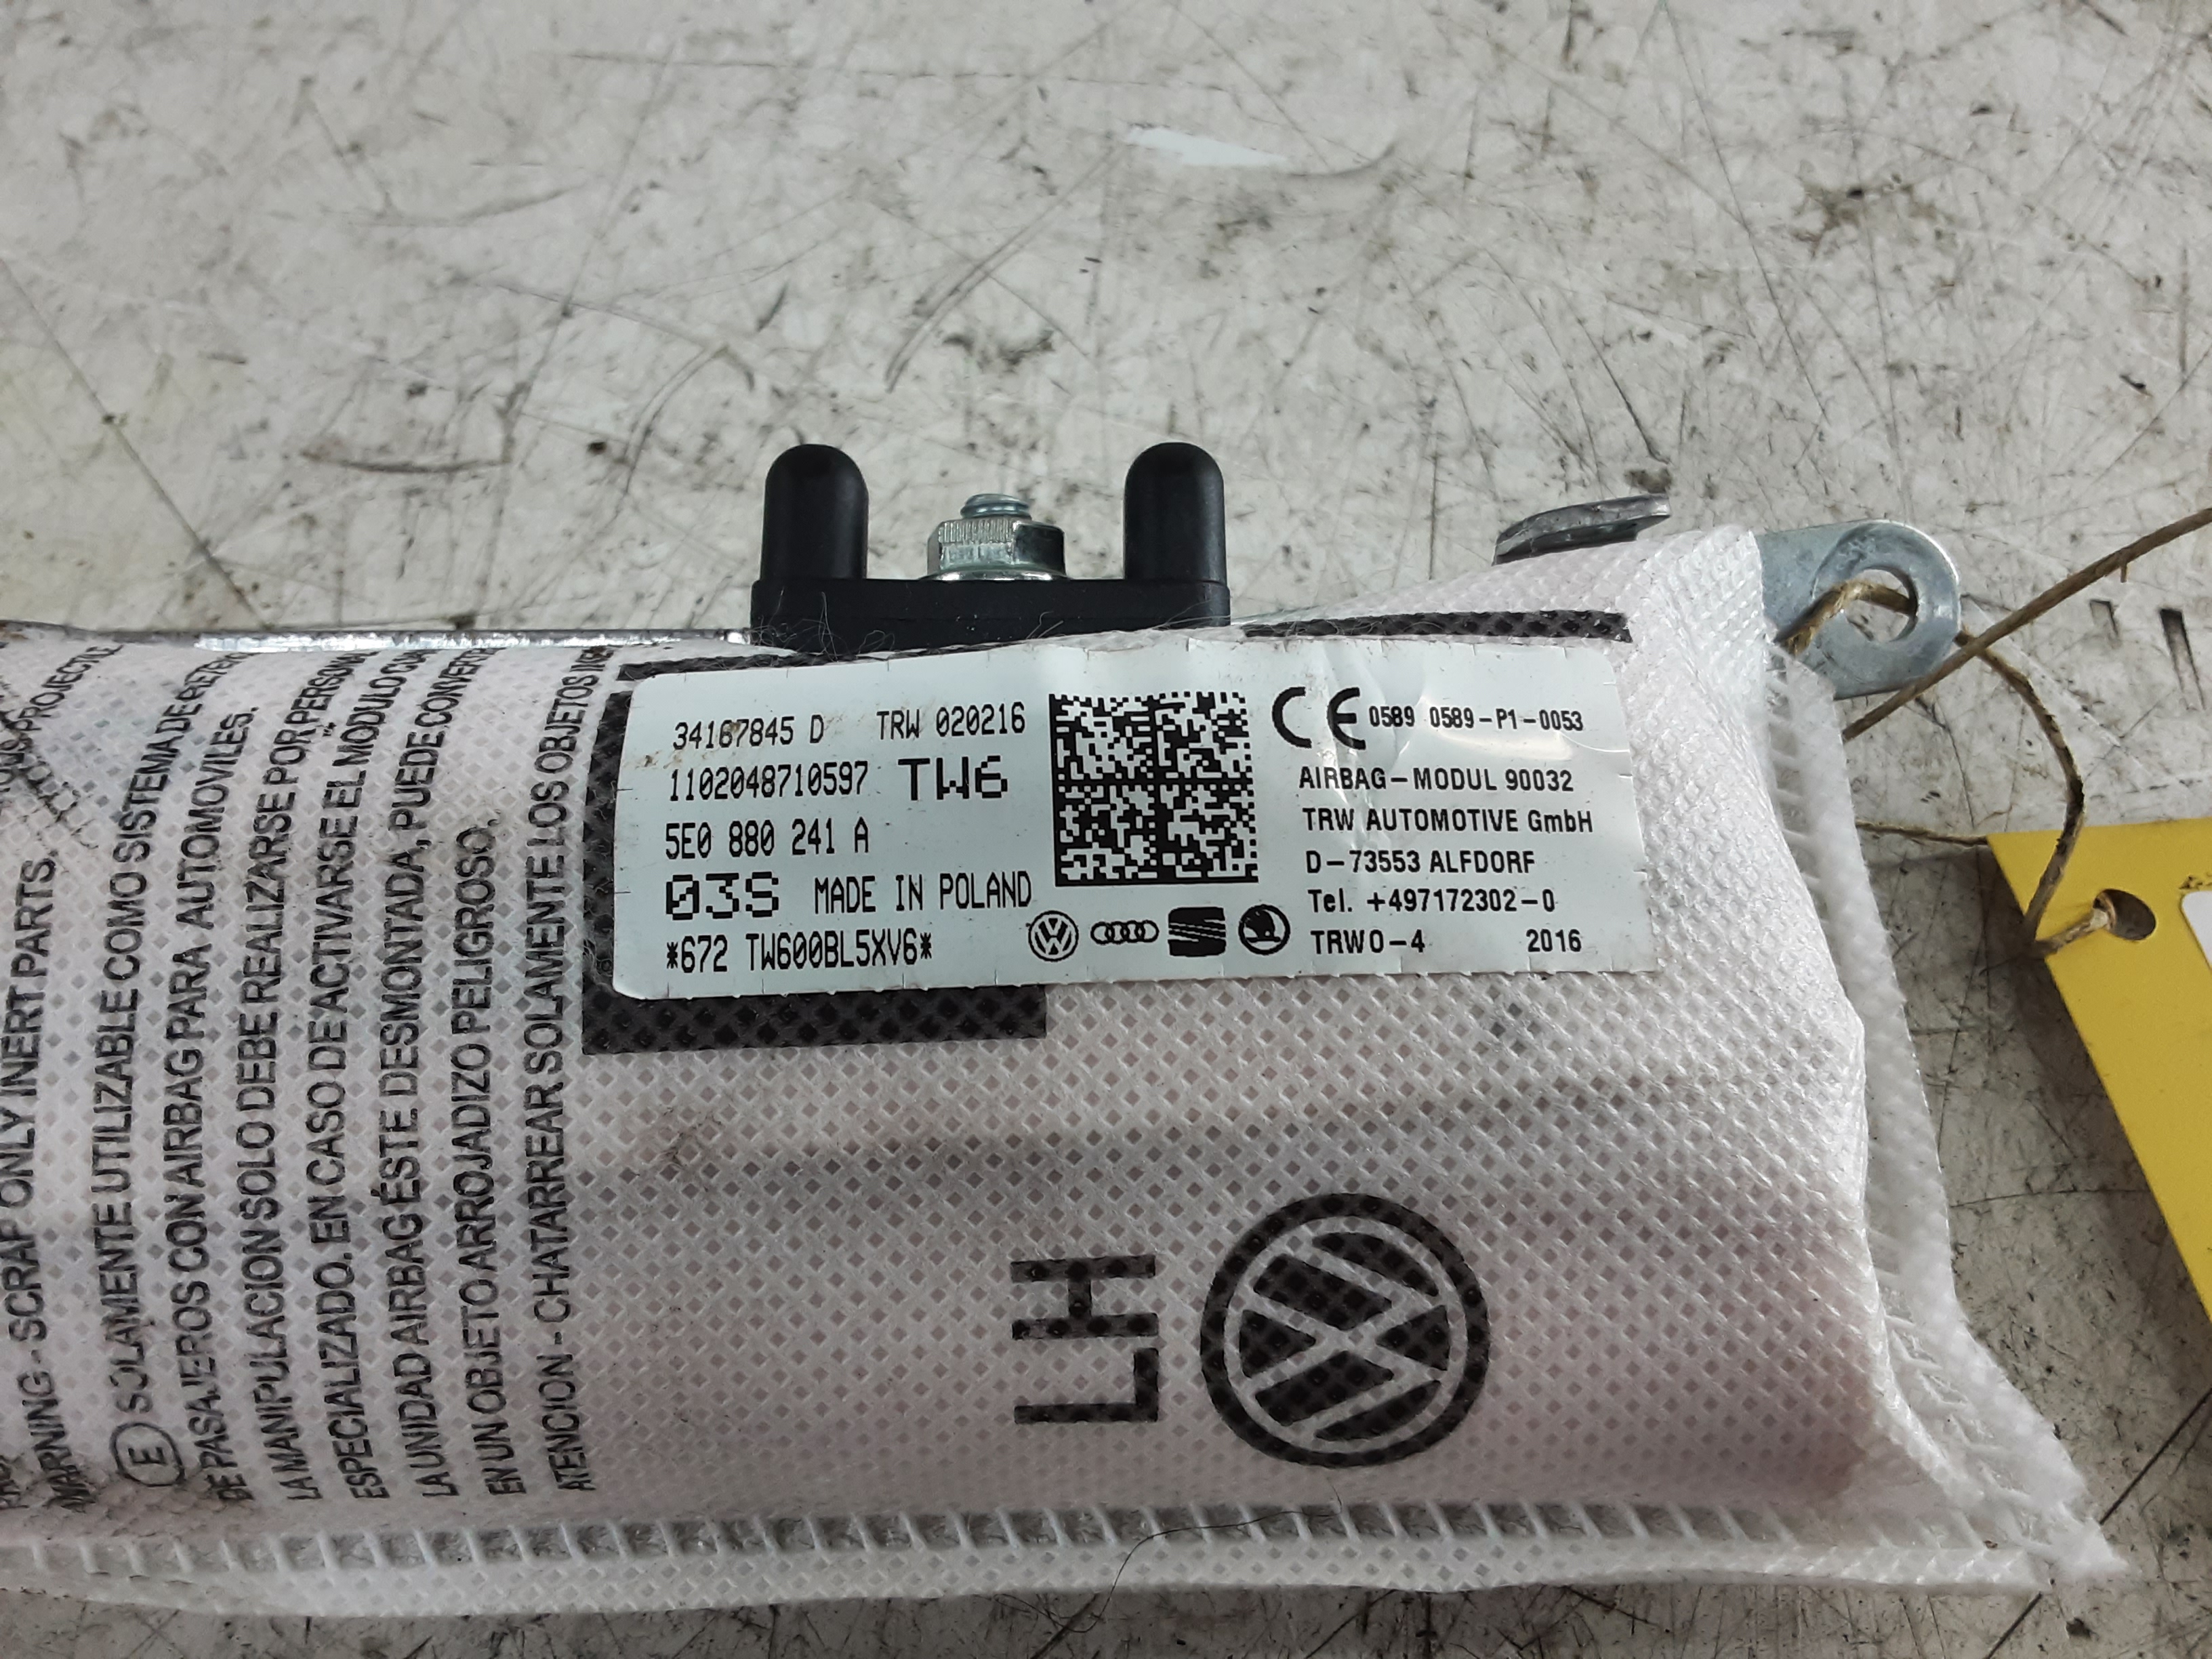 34167845 D TRW 020216
1102048710597 TW6
5E0 880 241 A
03S MADE IN POLAND
*672 TW600BL5XV6*
CE 0589 0589-P1-0053
AIRBAG-MODUL 90032
TRW AUTOMOTIVE GmbH
D-73553 ALFDORF
Tel. +497172302-0
TRWO-4 2016
LH
WARNING - SCRAP ONLY INERT PARTS.
E SOLAMENTE UTILIZABLE COMO SISTEMA DE
DE PASAJEROS CON AIRBAG PARA AUTOMOVILES.
LA MANIPULACION SOLO DEBE REALIZARSE POR
ESPECIALIZADO. EN CASO DE ACTIVARSE EL MODULO
LA UNIDAD AIRBAG ÉSTE DESMONTADA, PUEDE
EN UN OBJETO ARROJADIZO PELIGROSO.
ATENCION - CHATARREAR SOLAMENTE LOS OBJETOS